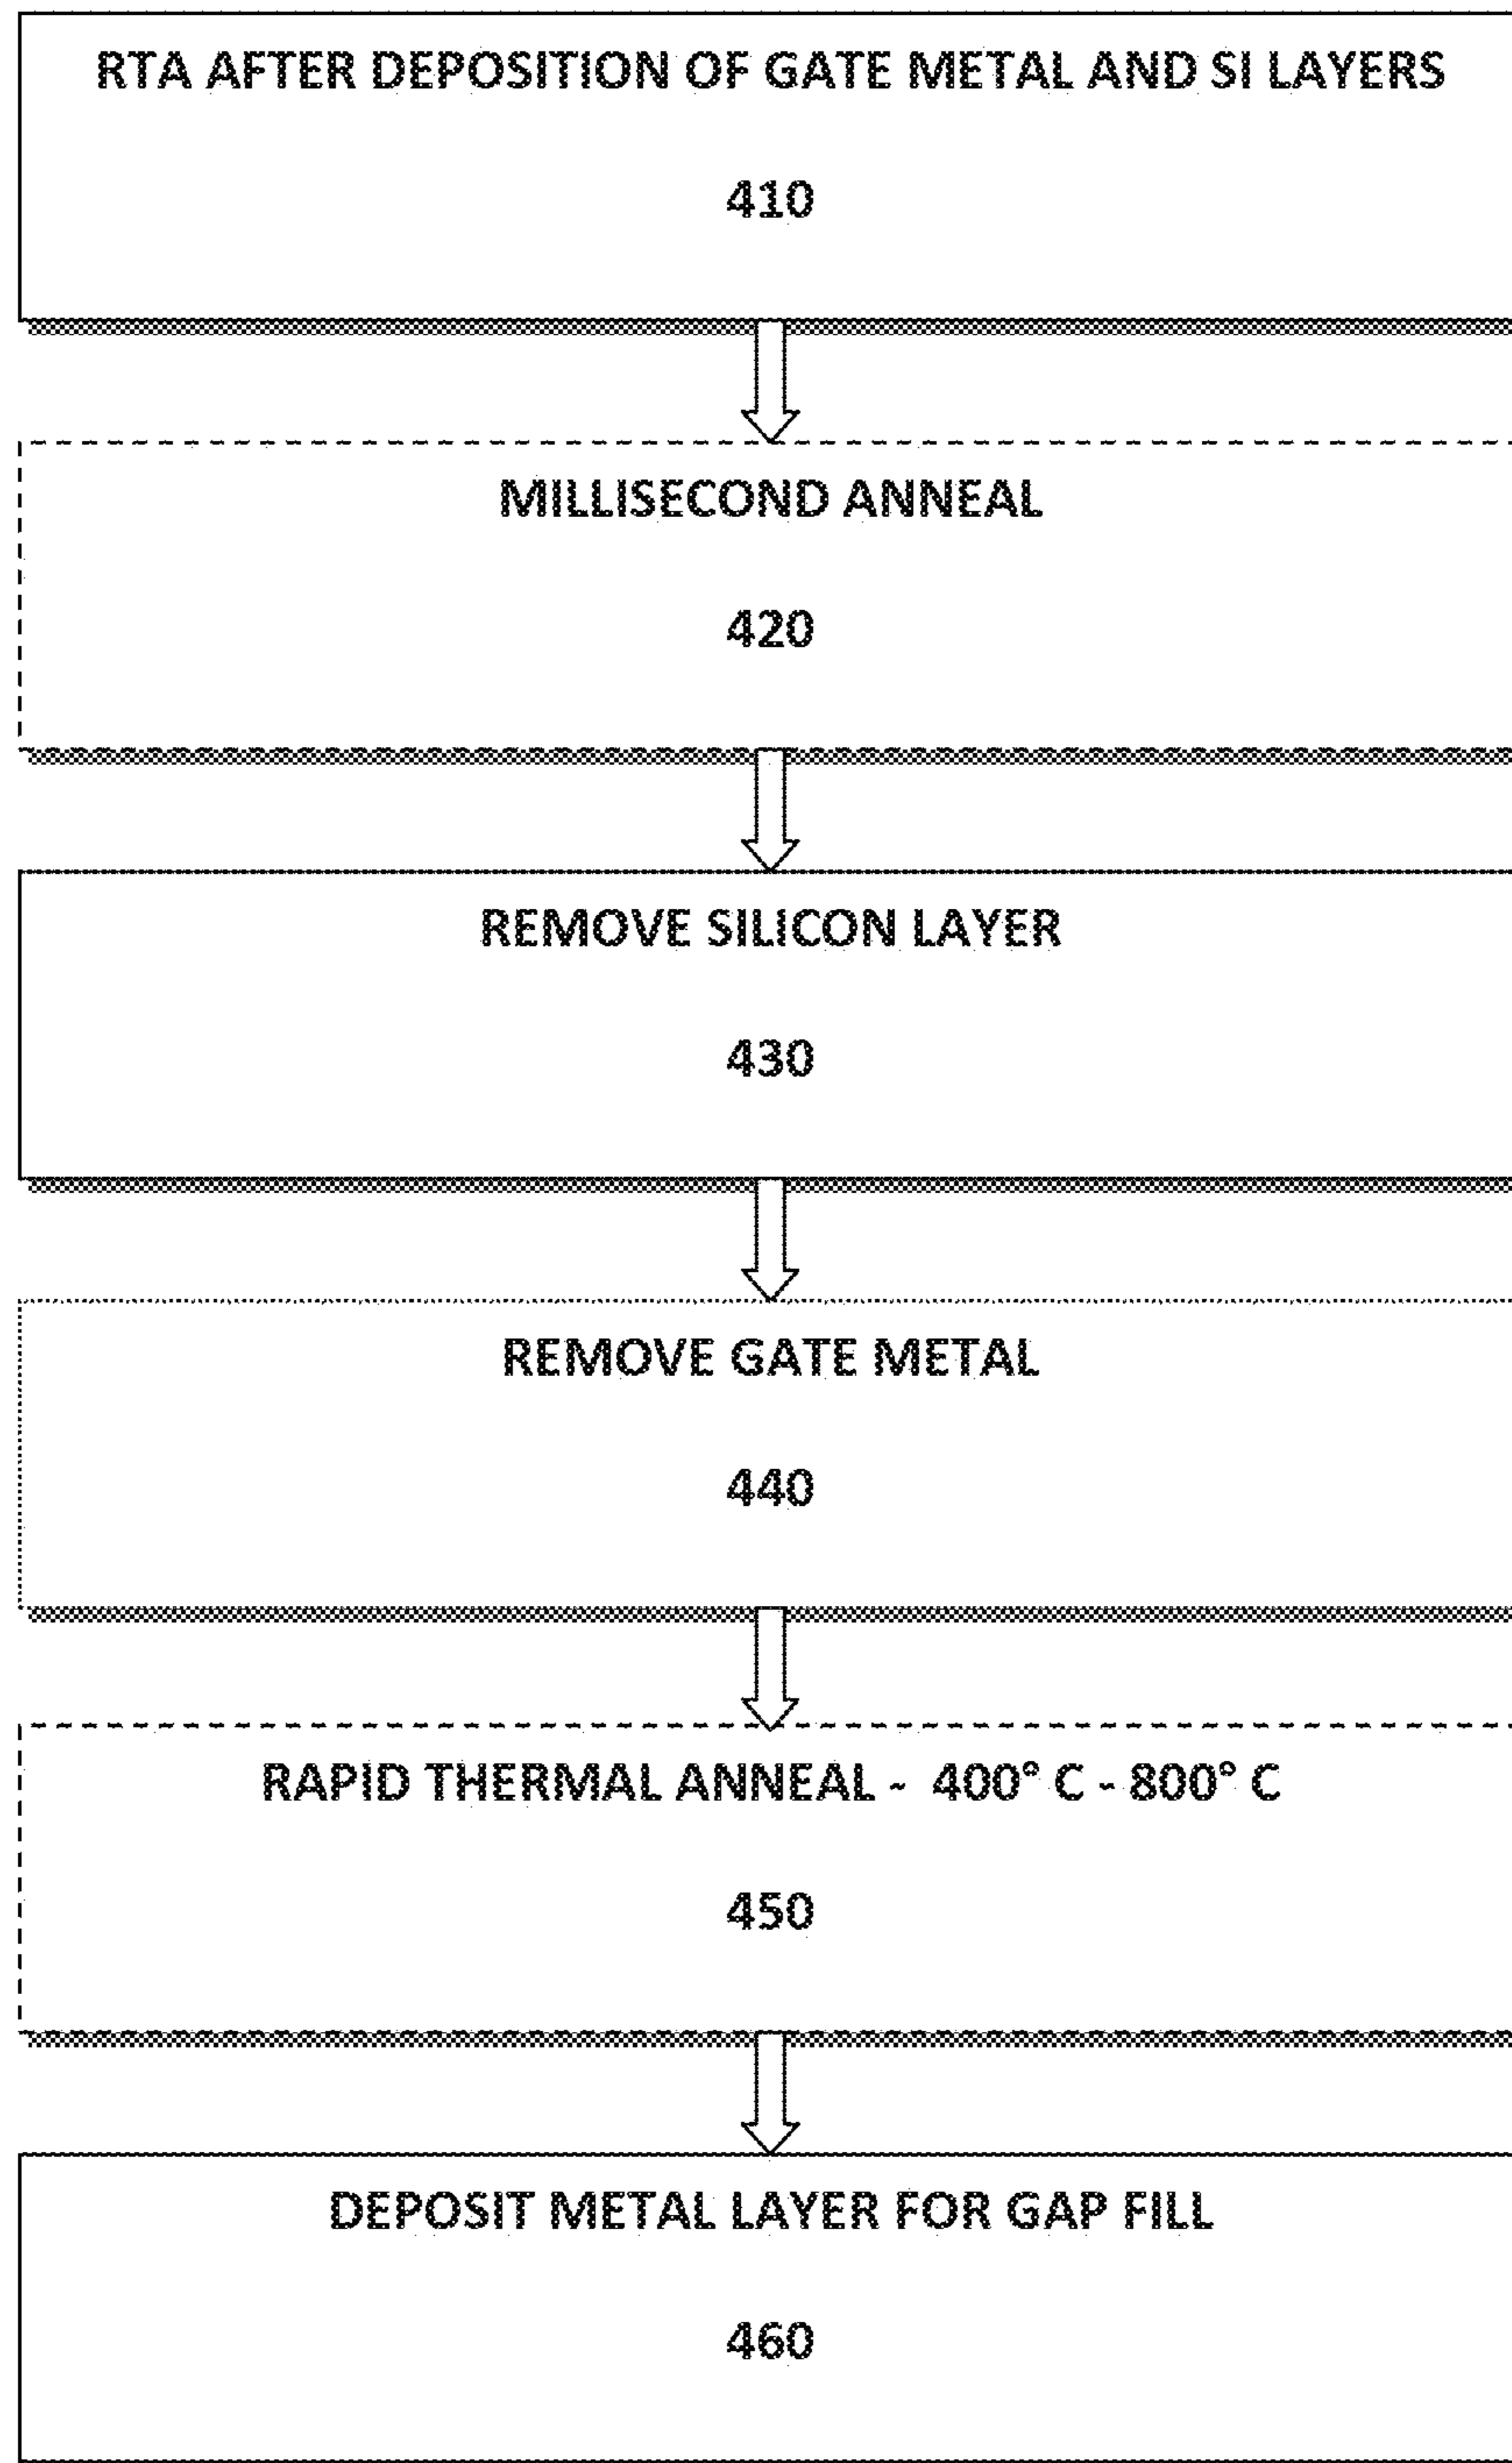 RTA AFTER DEPOSITION OF GATE METAL AND SI LAYERS
410
MILLISECOND ANNEAL
420
REMOVE SILICON LAYER
430
REMOVE GATE METAL
440
RAPID THERMAL ANNEAL - 400° C - 800° C
450
DEPOSIT METAL LAYER FOR GAP FILL
460